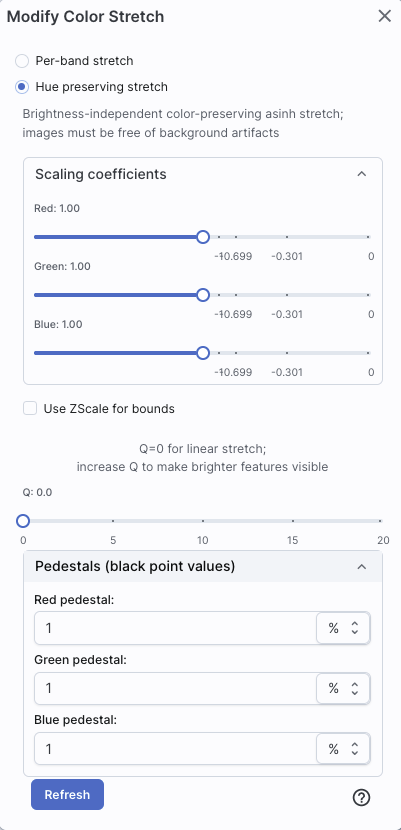 Modify Color Stretch
Per-band stretch
Hue preserving stretch
Brightness-independent color-preserving asinh stretch;
images must be free of background artifacts
Scaling coefficients
Red: 1.00
-0.699 -0.301 0
Green: 1.00
-0.699 -0.301 0
Blue: 1.00
-0.699 -0.301 0
Use ZScale for bounds
Q=0 for linear stretch;
increase Q to make brighter features visible
Q: 0.0
0 5 10 15 20
Pedestals (black point values)
Red pedestal:
1 %
Green pedestal:
1 %
Blue pedestal:
1 %
Refresh